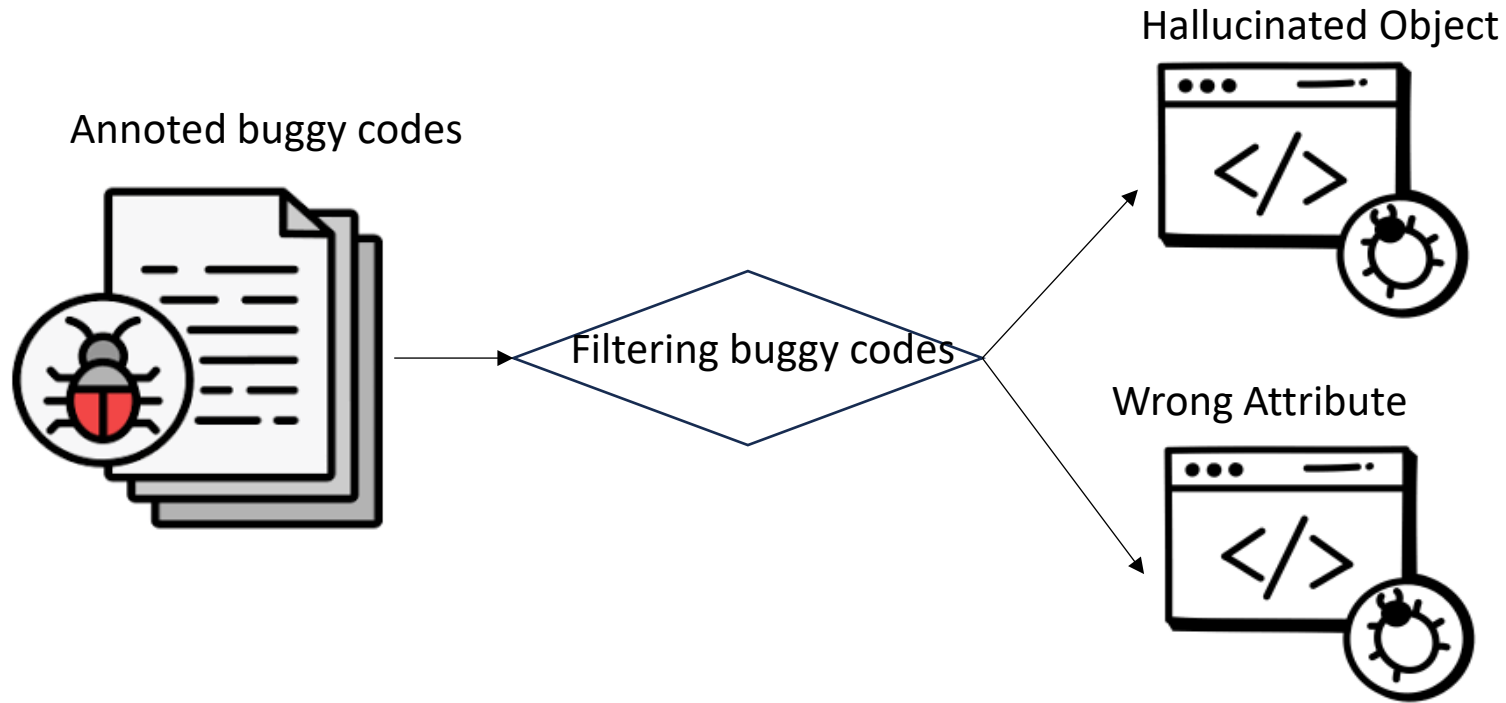 Hallucinated Object
Annoted buggy codes
Filtering buggy codes
Wrong Attribute